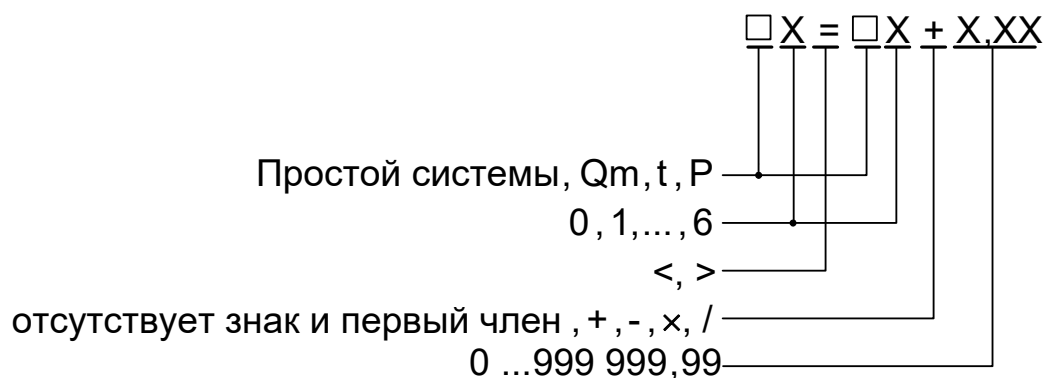 □ X = □ X + X,XX
Простой системы, Qm, t, P
0, 1,..., 6
<, >
отсутствует знак и первый член , +, -, ×, /
0 ...999 999,99